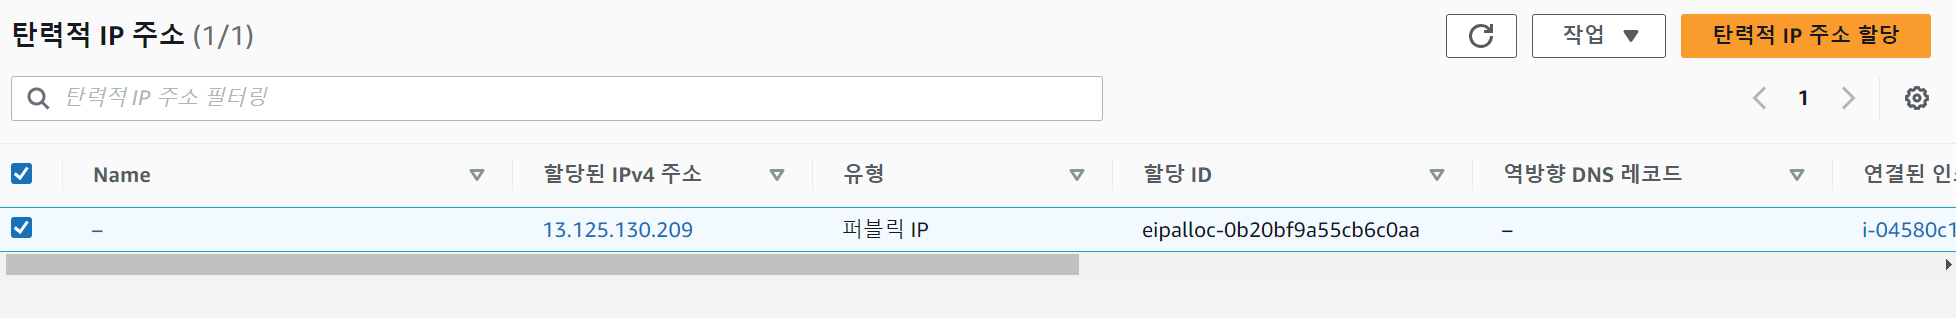 탄력적 IP 주소 (1/1)
작업
탄력적 IP 주소 할당
탄력적 IP 주소 필터링
1
Name 할당된 IPv4 주소 유형 할당 ID 역방향 DNS 레코드 연결된
– 13.125.130.209 퍼블릭 IP eipalloc-0b20bf9a55cb6c0aa – i-04580c1